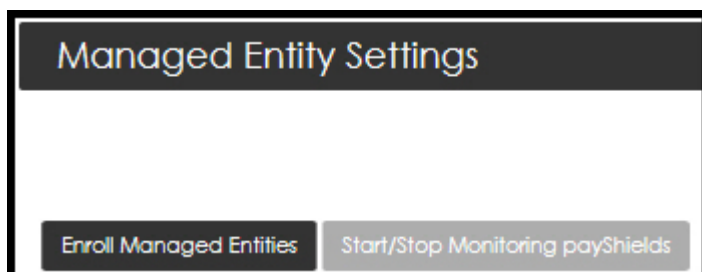 Managed Entity Settings
Enroll Managed Entities
Start/Stop Monitoring payShields